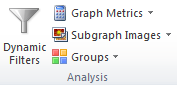 Dynamic
Filters
Graph Metrics
Subgraph Images
Groups
Analysis